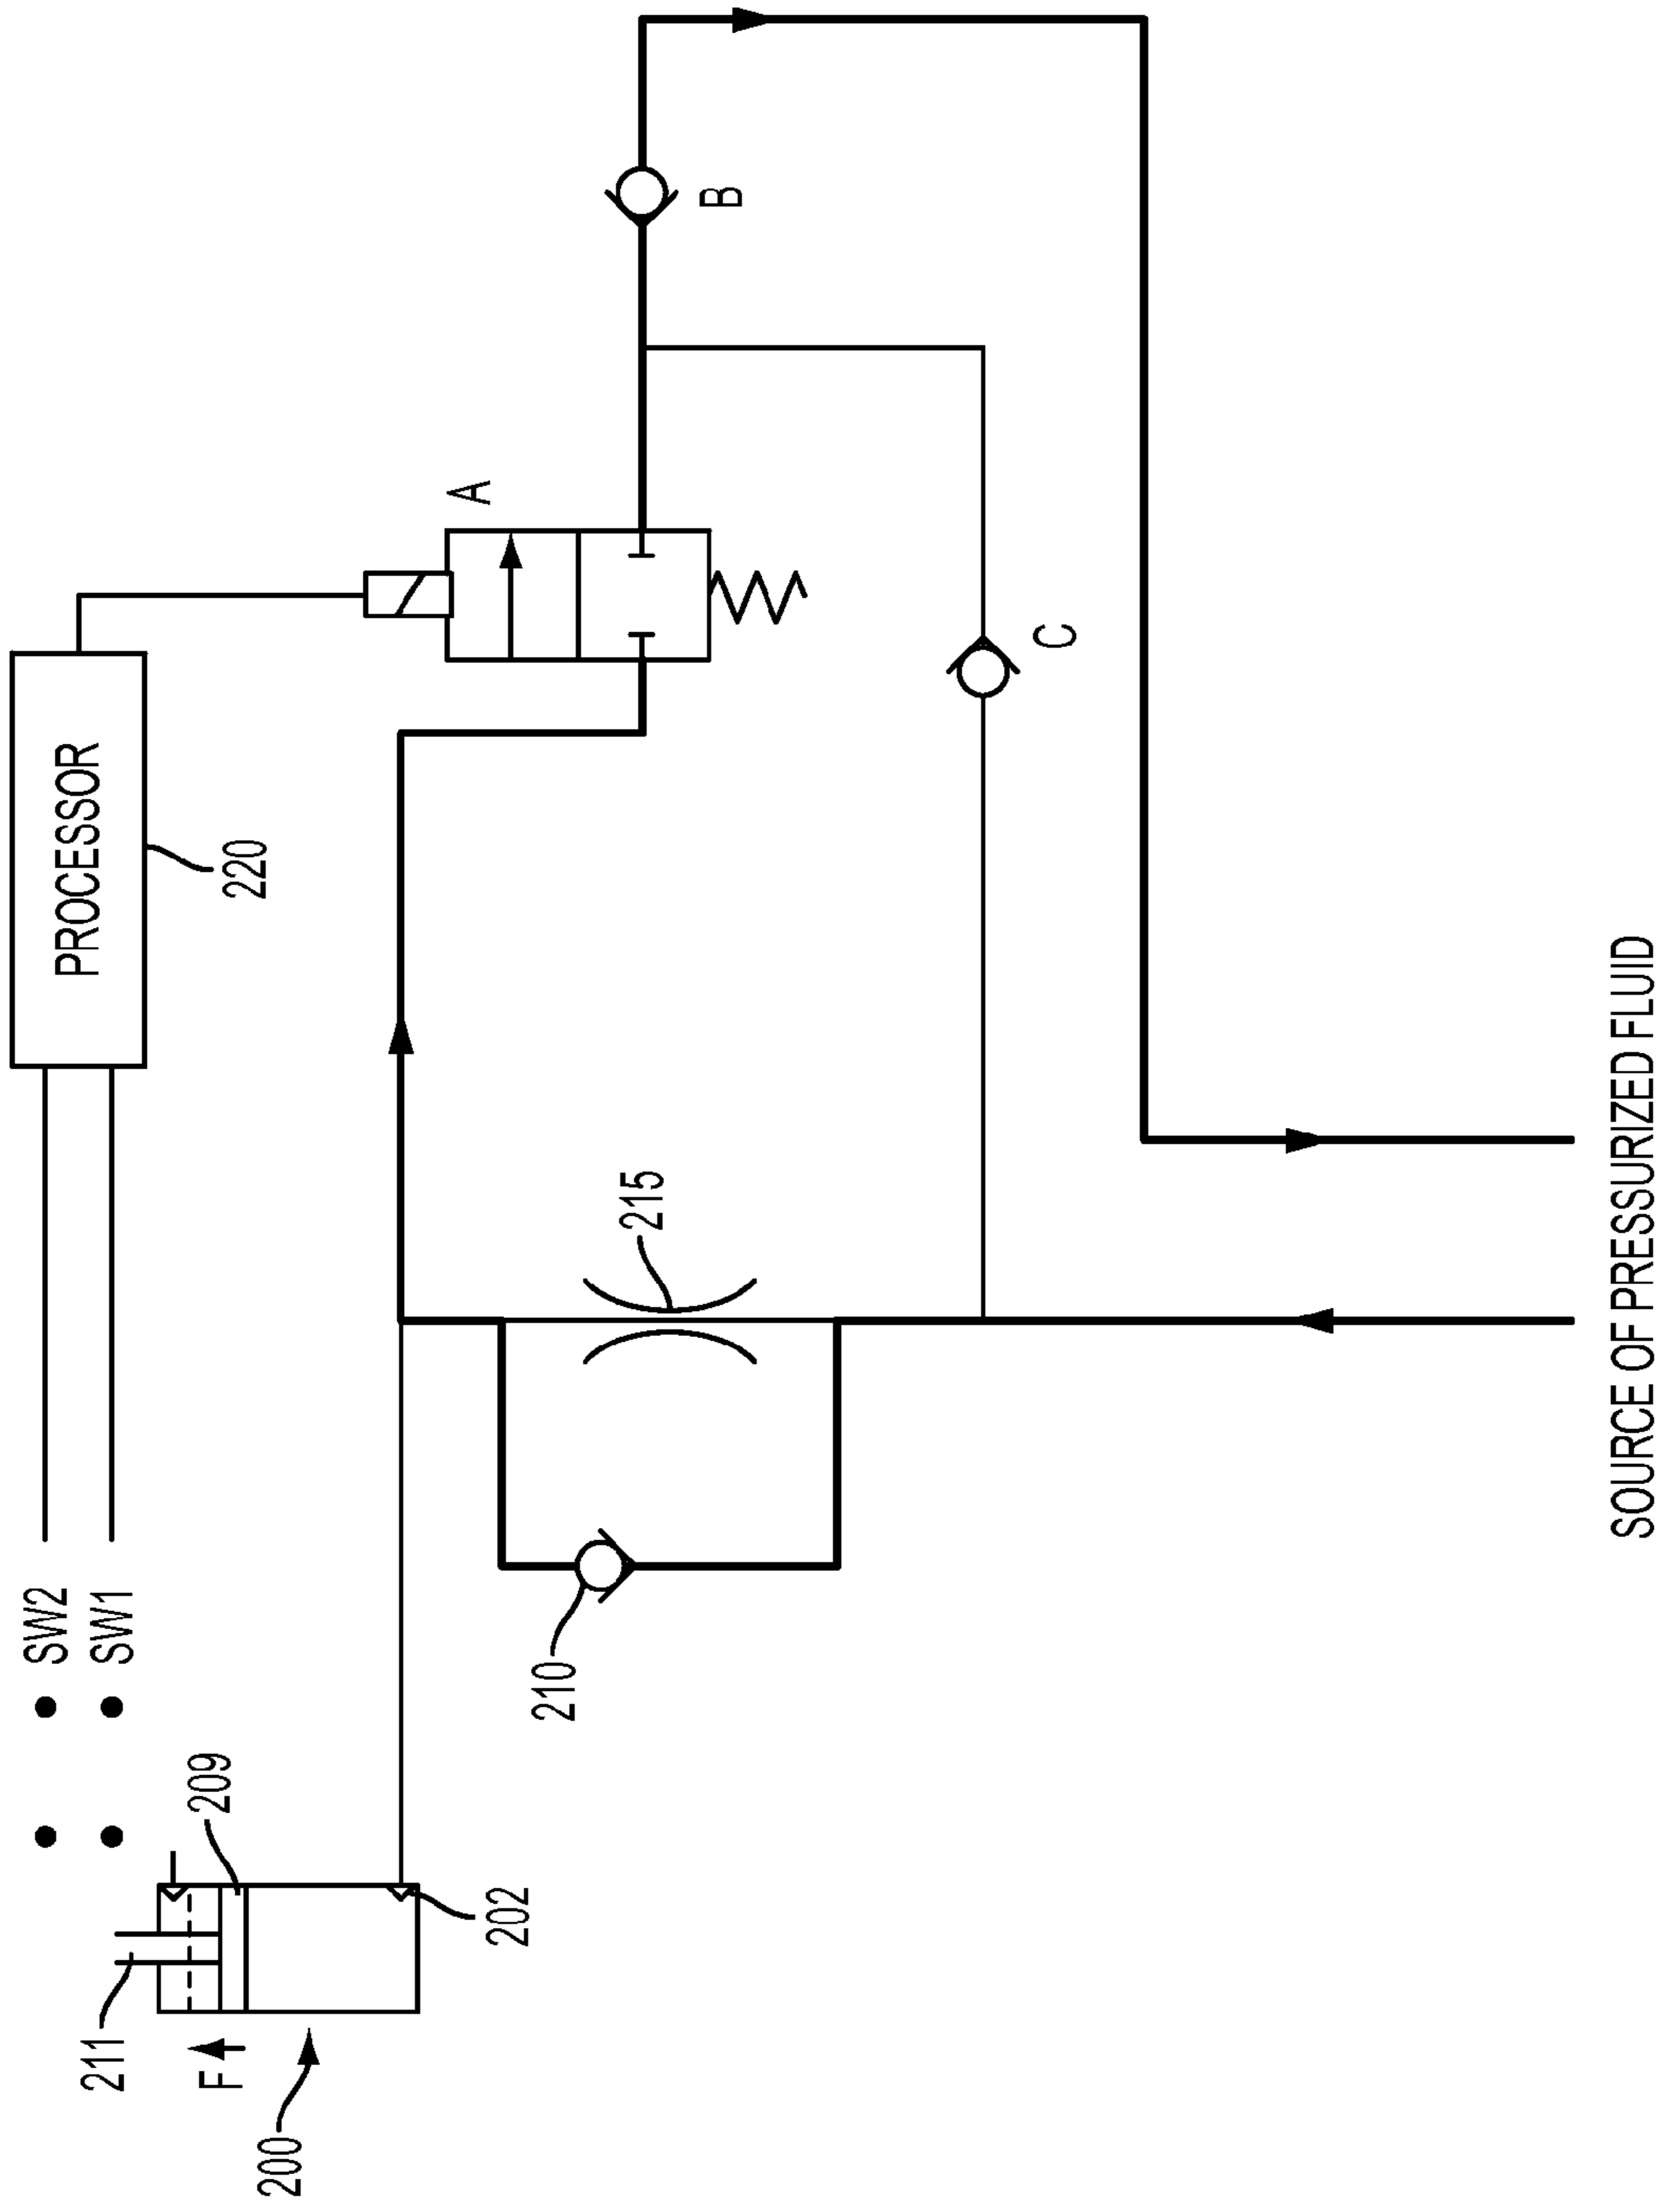 211
F
200
209
202
SW2
SW1
210
215
PROCESSOR
220
A
B
C
SOURCE OF PRESSURIZED FLUID